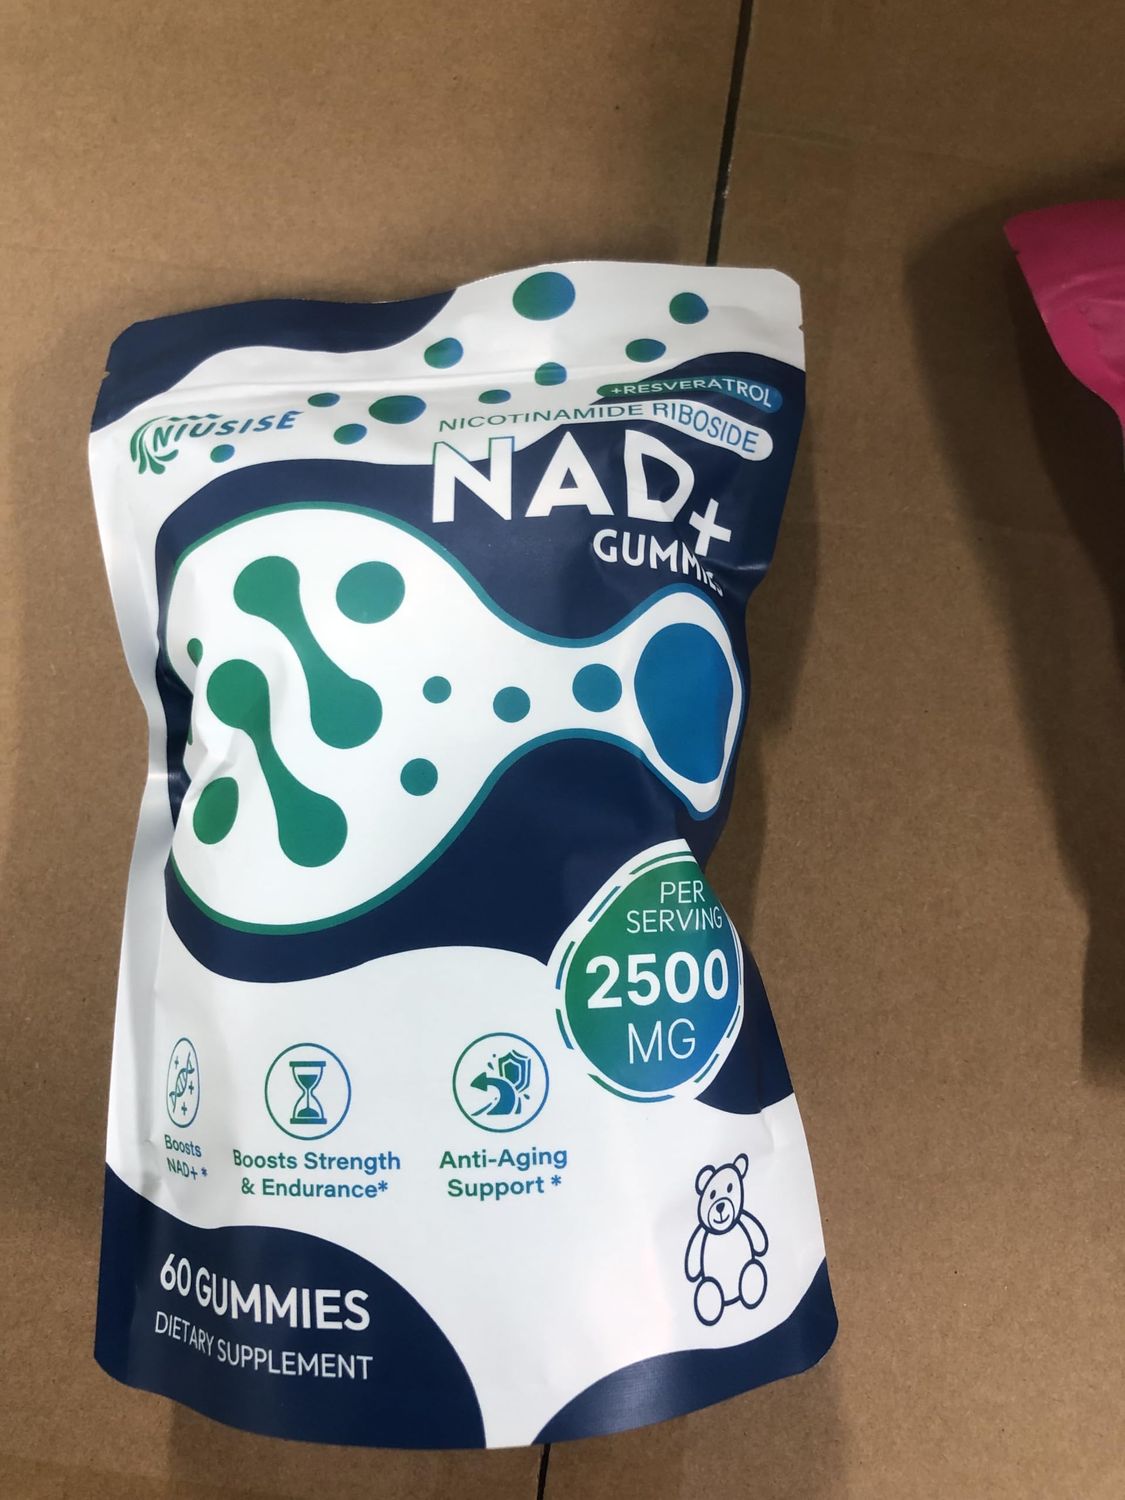 NIUSISE
+RESVERATROL
NICOTINAMIDE RIBOSIDE
NAD+
GUMMIES
PER
SERVING
2500
MG
Boosts
NAD+*
Boosts Strength
& Endurance*
Anti-Aging
Support *
60 GUMMIES
DIETARY SUPPLEMENT